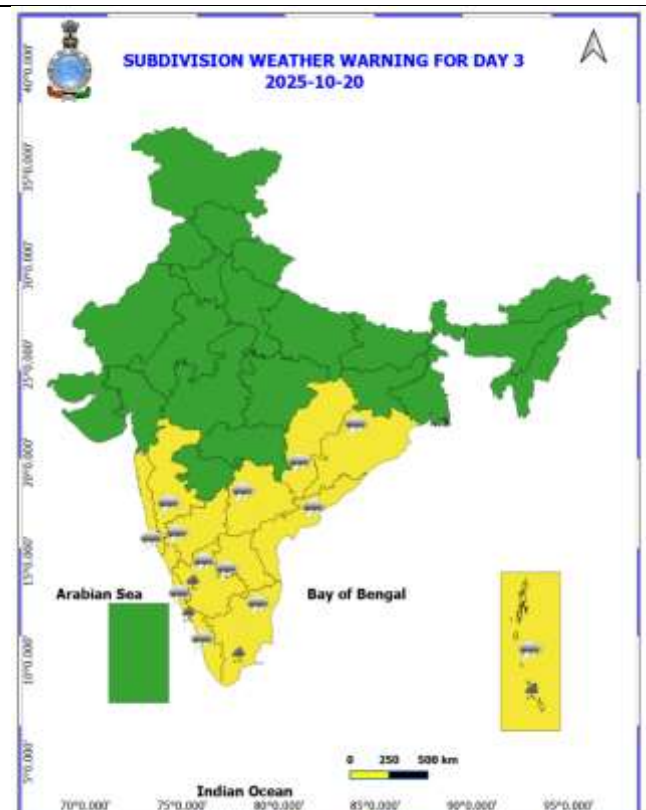 SUBDIVISION WEATHER WARNING FOR DAY 3
2025-10-20
40°0.000'
35°0.000'
30°0.000'
25°0.000'
20°0.000'
15°0.000'
Arabian Sea
Bay of Bengal
10°0.000'
5°0.000'
0 250 500 km
Indian Ocean
70°0.000' 75°0.000' 80°0.000' 85°0.000' 90°0.000' 95°0.000'